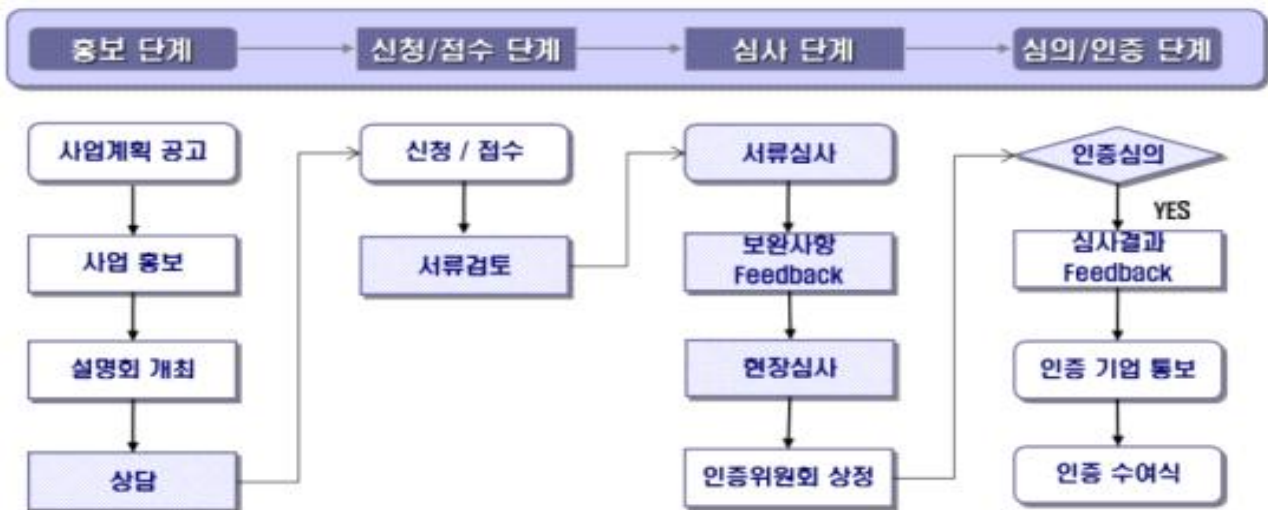 홍보 단계
신청/접수 단계
심사 단계
심의/인증 단계
사업계획 공고
사업 홍보
설명회 개최
상담
신청 / 접수
서류검토
서류심사
보완사항
Feedback
현장심사
인증위원회 상정
인증심의
YES
심사결과
Feedback
인증 기업 통보
인증 수여식